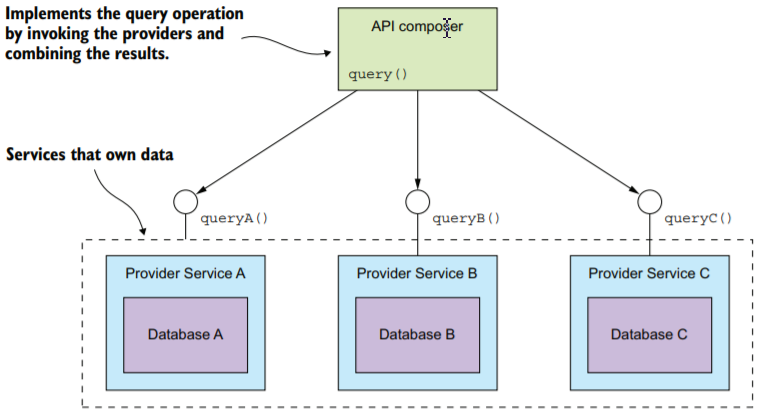 Implements the query operation
by invoking the providers and
combining the results.
API composer
query()
Services that own data
queryA()
queryB()
queryC()
Provider Service A
Provider Service B
Provider Service C
Database A
Database B
Database C